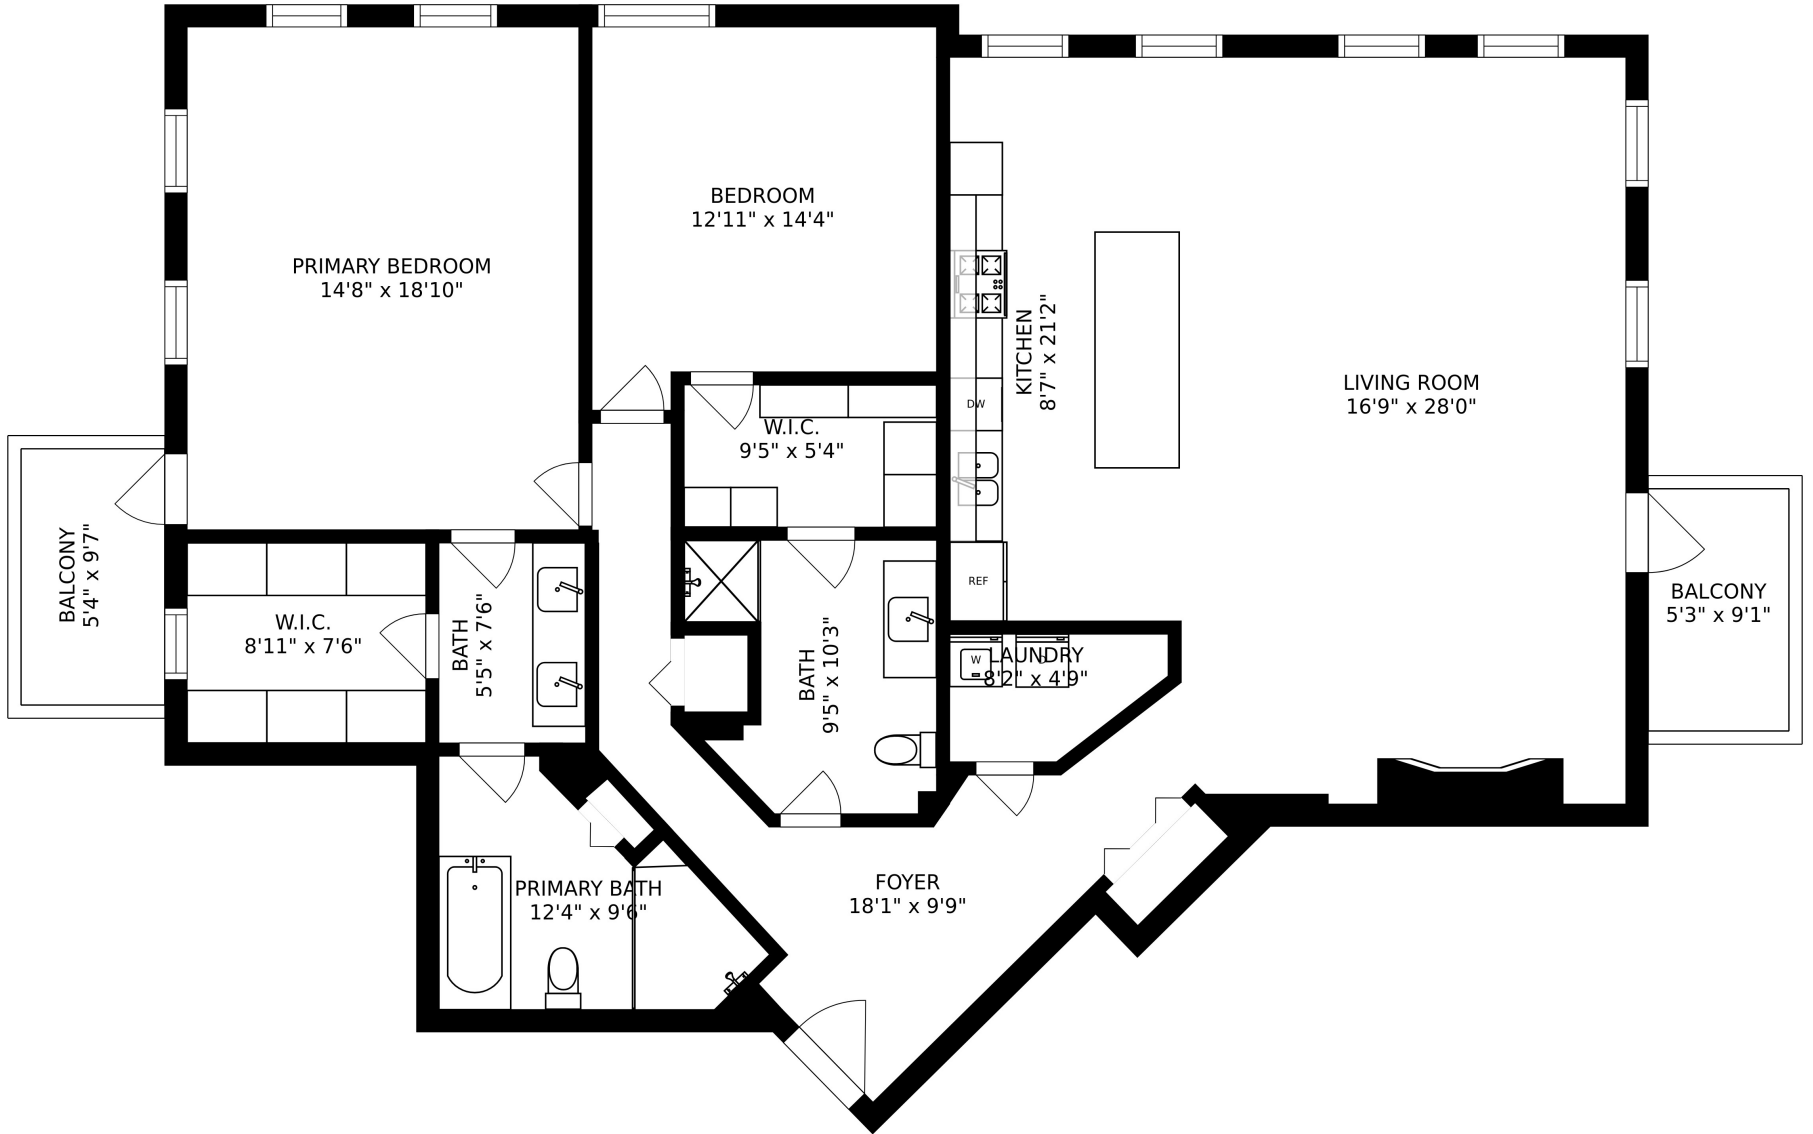 BEDROOM
12'11" x 14'4"
PRIMARY BEDROOM
14'8" x 18'10"
KITCHEN
8'7" x 21'2"
LIVING ROOM
16'9" x 28'0"
DW
W.I.C.
9'5" x 5'4"
BALCONY
5'4" x 9'7"
REF
BALCONY
5'3" x 9'1"
W.I.C.
8'11" x 7'6"
BATH
5'5" x 7'6"
BATH
9'5" x 10'3"
W
D
LAUNDRY
8'2" x 4'9"
FOYER
18'1" x 9'9"
PRIMARY BATH
12'4" x 9'6"